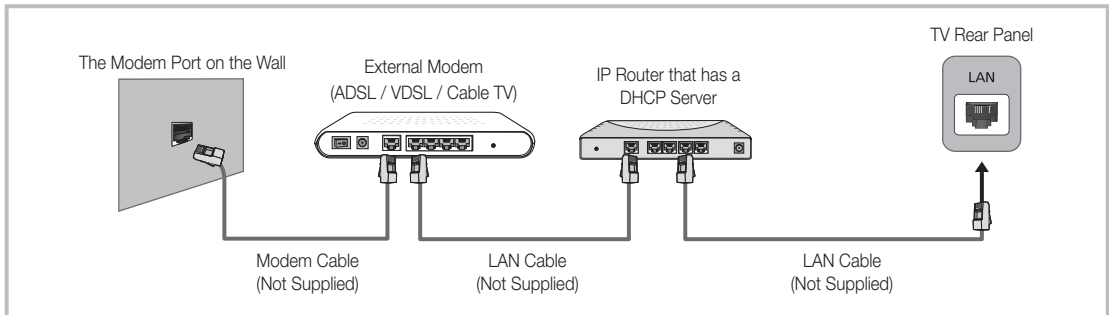 The Modem Port on the Wall
External Modem
(ADSL / VDSL / Cable TV)
IP Router that has a
DHCP Server
TV Rear Panel
LAN
Modem Cable
(Not Supplied)
LAN Cable
(Not Supplied)
LAN Cable
(Not Supplied)